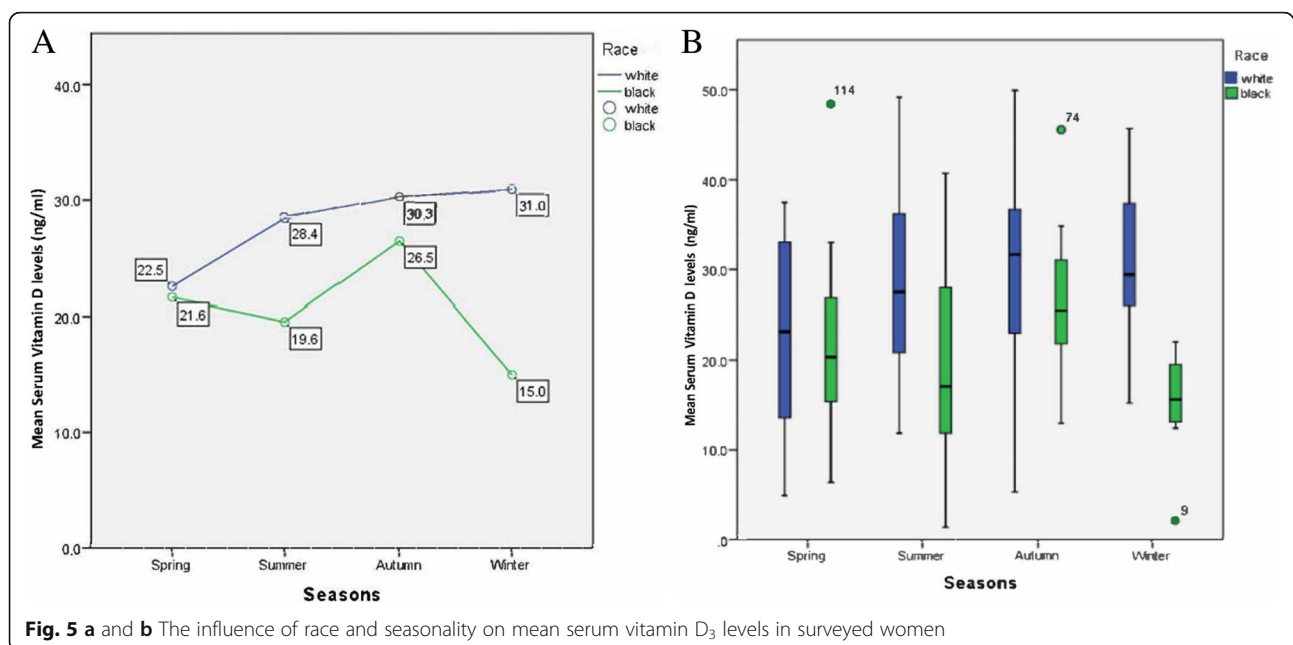 A
Mean Serum Vitamin D levels (ng/ml)
40.0
30.0
20.0
10.0
0.0
22.5
28.4
30.3
31.0
21.6
19.6
26.5
15.0
Spring
Summer
Autumn
Winter
Seasons
Race
white
black
white
black
B
Mean Serum Vitamin D levels (ng/ml)
50.0
40.0
30.0
20.0
10.0
.0
114
74
9
Spring
Summer
Autumn
Winter
Seasons
Race
white
black
Fig. 5 a and b The influence of race and seasonality on mean serum vitamin D₃ levels in surveyed women